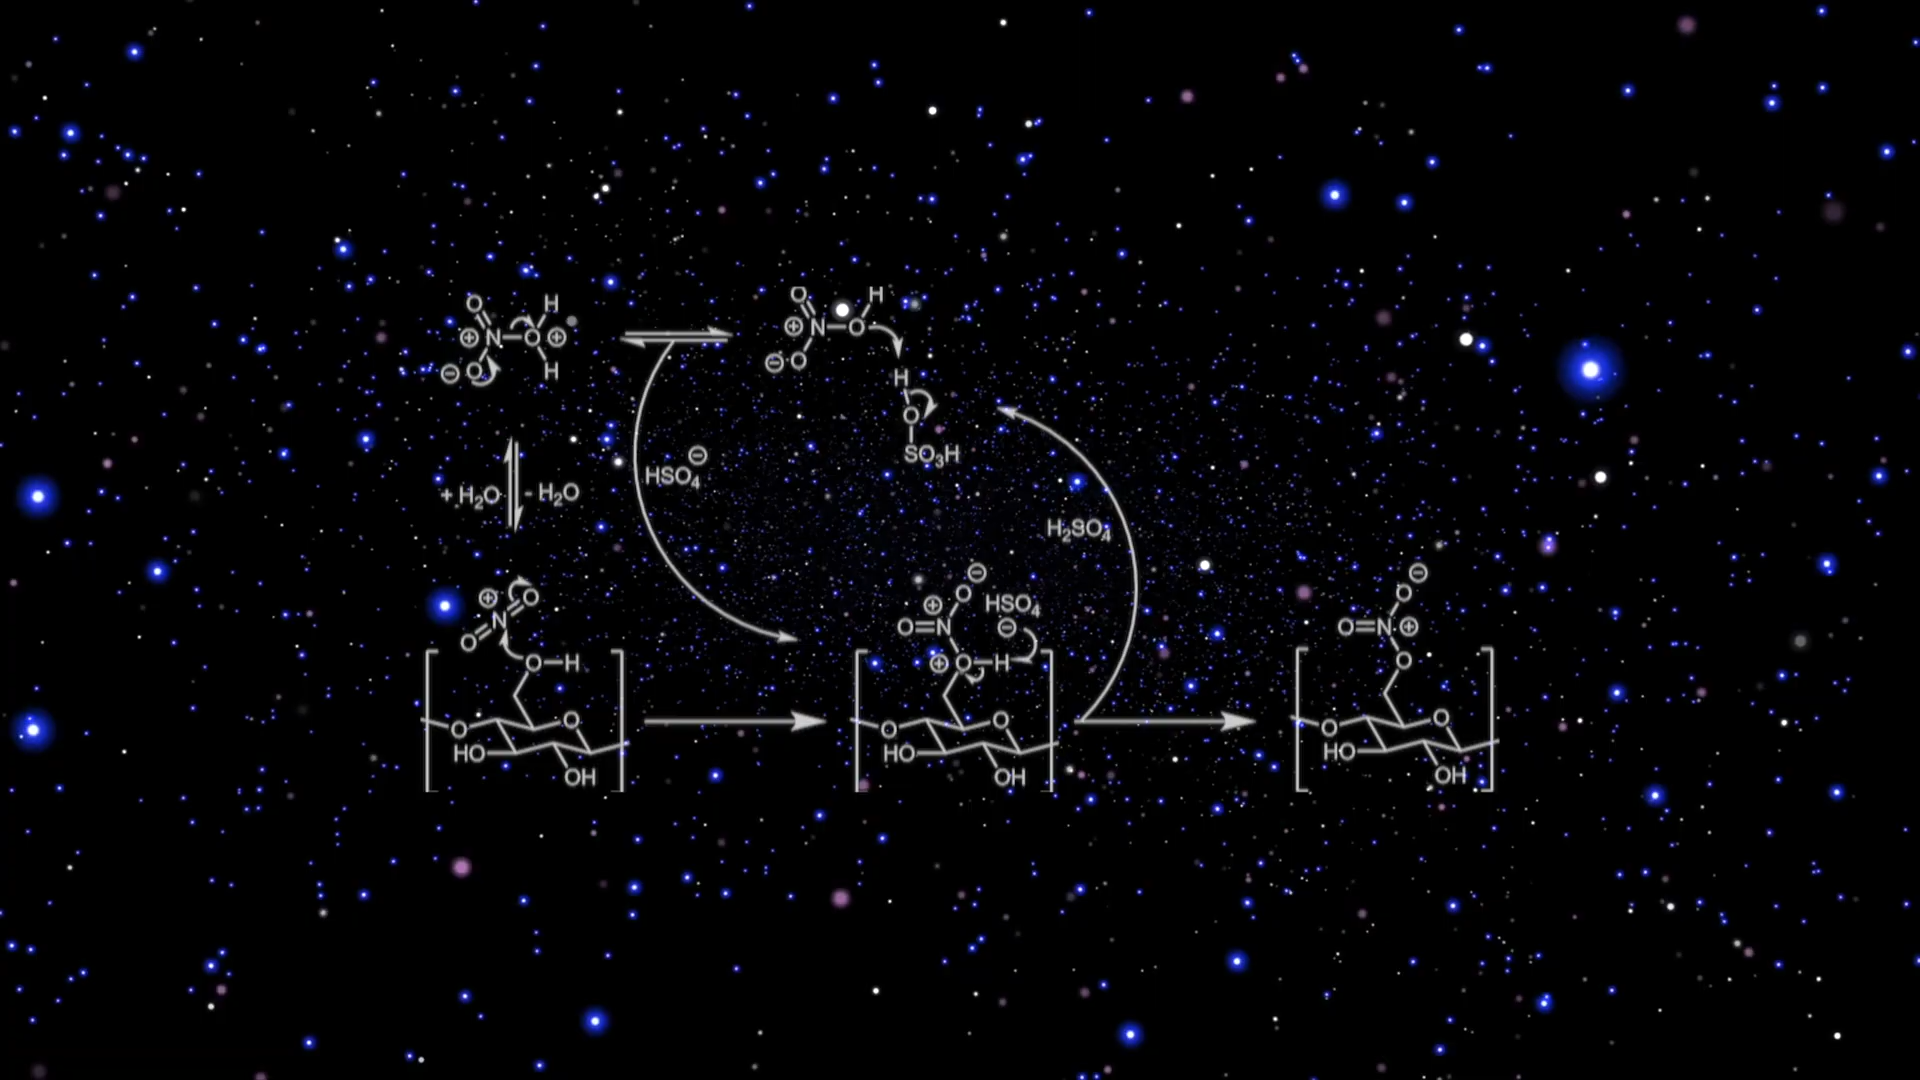 O H O H
⊕ N O ⊕ ⊕ N O
⊖ O H ⊖ O H
O
SO₃H
HSO₄ ⊖
+ H₂O - H₂O
H₂SO₄
⊕ N O
O
O H
O O
HO
OH
O ⊖
⊕ HSO₄ ⊖
O N
⊕ O H
O O
HO
OH
O ⊖
O N ⊕
O
O O
HO
OH